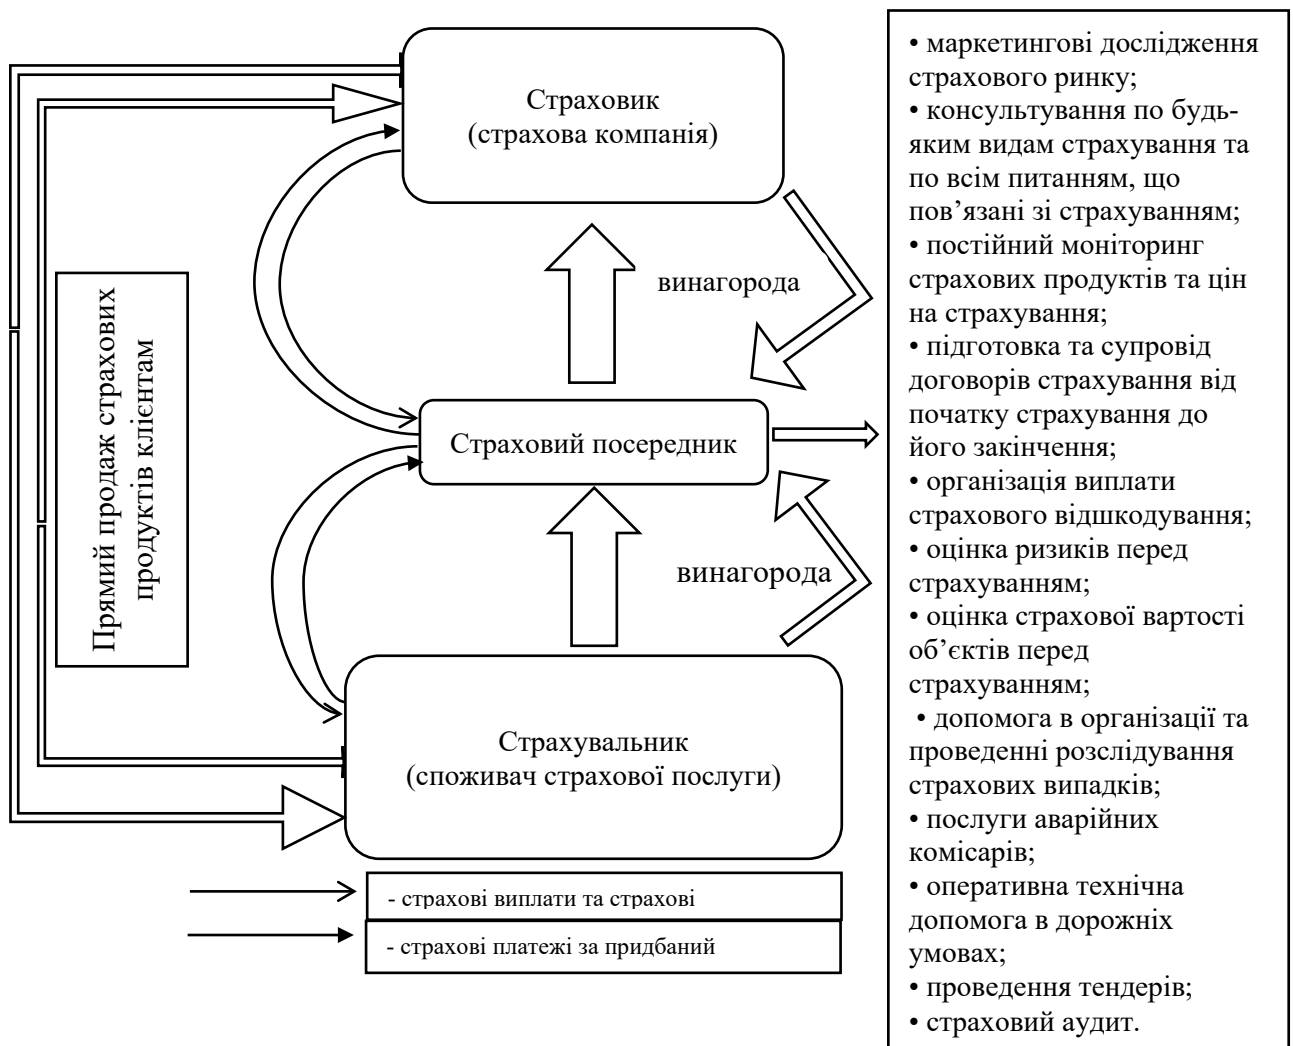 Страховик
(страхова компанія)
винагорода
Прямий продаж страхових
продуктів клієнтам
Страховий посередник
винагорода
Страхувальник
(споживач страхової послуги)
- страхові виплати та страхові
- страхові платежі за придбаний
• маркетингові дослідження
страхового ринку;
• консультування по будь-
яким видам страхування та
по всім питанням, що
пов’язані зі страхуванням;
• постійний моніторинг
страхових продуктів та цін
на страхування;
• підготовка та супровід
договорів страхування від
початку страхування до
його закінчення;
• організація виплати
страхового відшкодування;
• оцінка ризиків перед
страхуванням;
• оцінка страхової вартості
об’єктів перед
страхуванням;
• допомога в організації та
проведенні розслідування
страхових випадків;
• послуги аварійних
комісарів;
• оперативна технічна
допомога в дорожніх
умовах;
• проведення тендерів;
• страховий аудит.